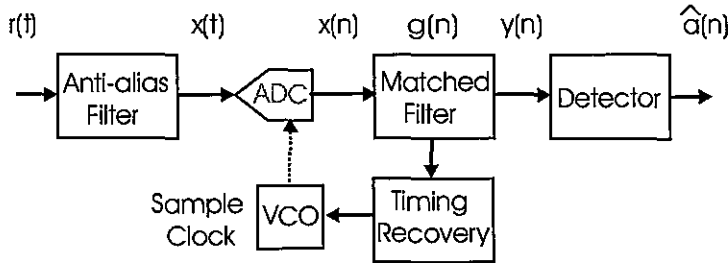 r(t) x(t) x(n) g(n) y(n) â(n)
Anti-alias
Filter
ADC
Matched
Filter
Detector
Sample
Clock
VCO
Timing
Recovery